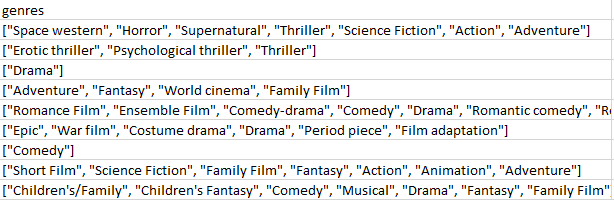 genres
["Space western", "Horror", "Supernatural", "Thriller", "Science Fiction", "Action", "Adventure"]
["Erotic thriller", "Psychological thriller", "Thriller"]
["Drama"]
["Adventure", "Fantasy", "World cinema", "Family Film"]
["Romance Film", "Ensemble Film", "Comedy-drama", "Comedy", "Drama", "Romantic comedy",
["Epic", "War film", "Costume drama", "Drama", "Period piece", "Film adaptation"]
["Comedy"]
["Short Film", "Science Fiction", "Family Film", "Fantasy", "Action", "Animation", "Adventure"]
["Children's/Family", "Children's Fantasy", "Comedy", "Musical", "Drama", "Fantasy", "Family Film"